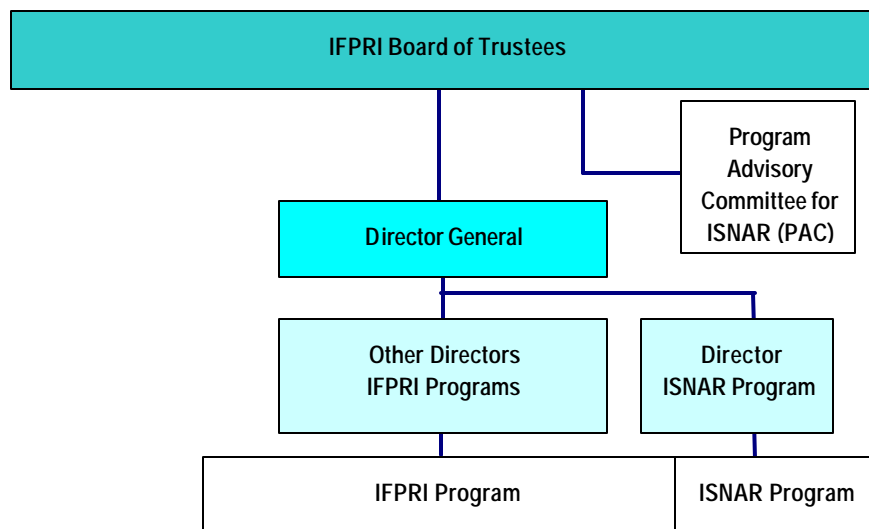 IFPRI Board of Trustees
Program
Advisory
Committee for
ISNAR (PAC)
Director General
Other Directors
IFPRI Programs
Director
ISNAR Program
IFPRI Program
ISNAR Program